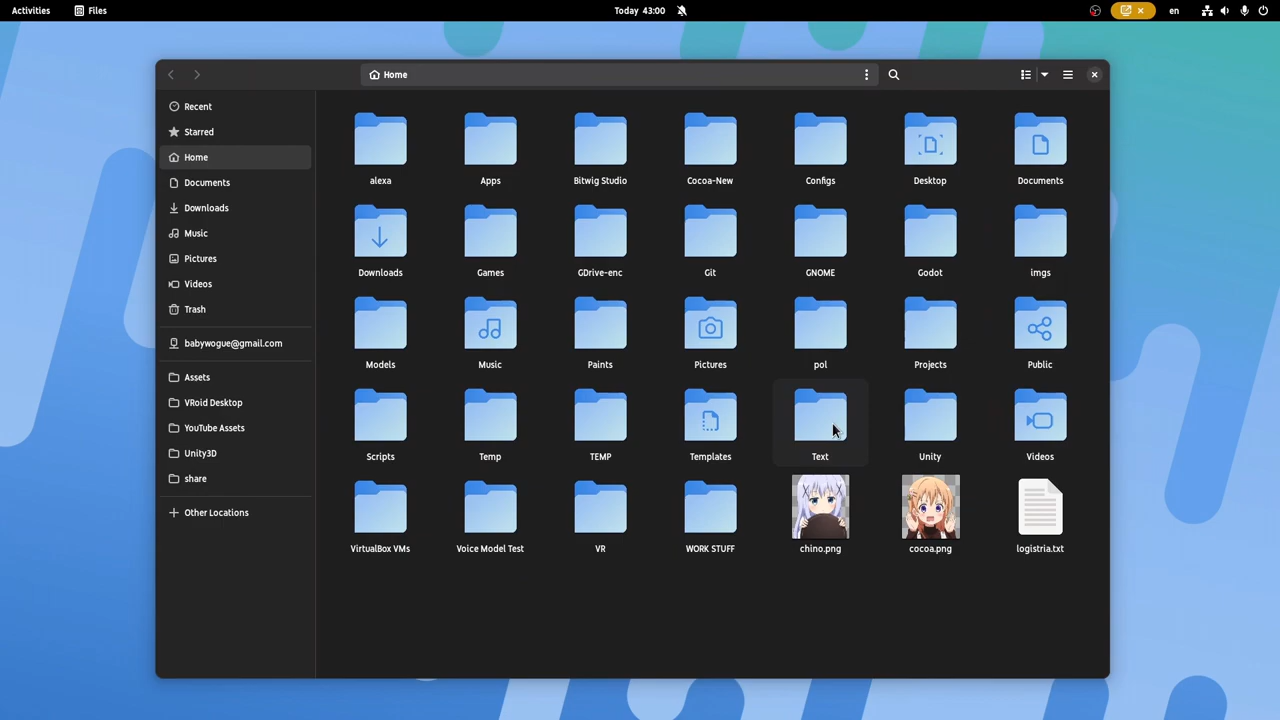 Activities Files Today 43:00 en
Home
Recent
Starred
Home
Documents
Downloads
Music
Pictures
Videos
Trash
babywogue@gmail.com
Assets
VRoid Desktop
YouTube Assets
Unity3D
share
Other Locations
alexa Apps Bitwig Studio Cocoa-New Configs Desktop Documents
Downloads Games GDrive-enc Git GNOME Godot imgs
Models Music Paints Pictures pol Projects Public
Scripts Temp TEMP Templates Text Unity Videos
VirtualBox VMs Voice Model Test VR WORK STUFF chino.png cocoa.png logistria.txt